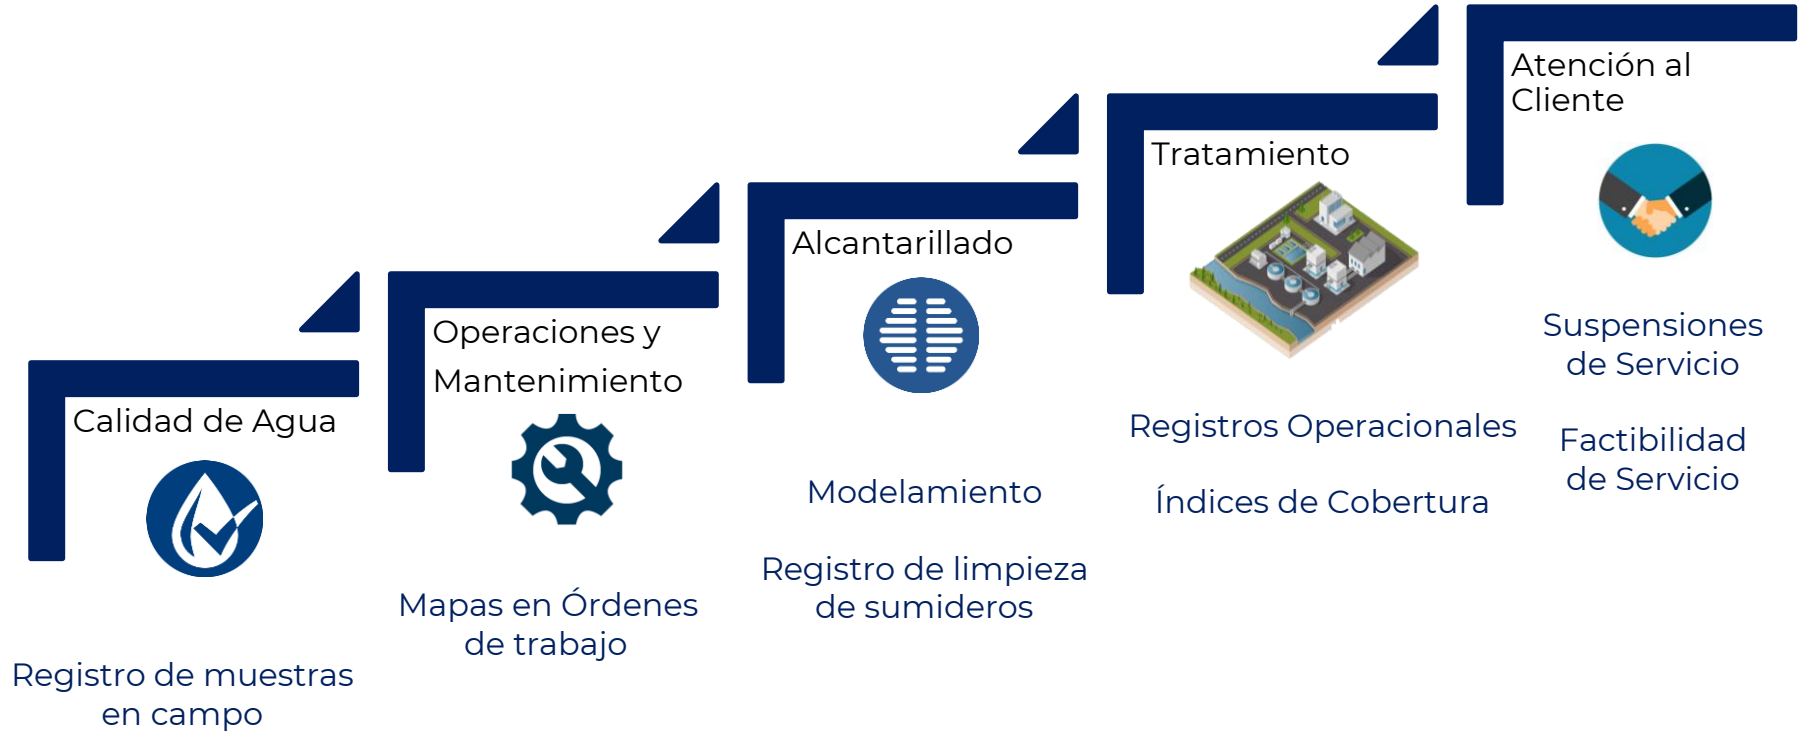 Calidad de Agua
Registro de muestras
en campo
Operaciones y
Mantenimiento
Mapas en Órdenes
de trabajo
Alcantarillado
Modelamiento
Registro de limpieza
de sumideros
Tratamiento
Registros Operacionales
Índices de Cobertura
Atención al
Cliente
Suspensiones
de Servicio
Factibilidad
de Servicio